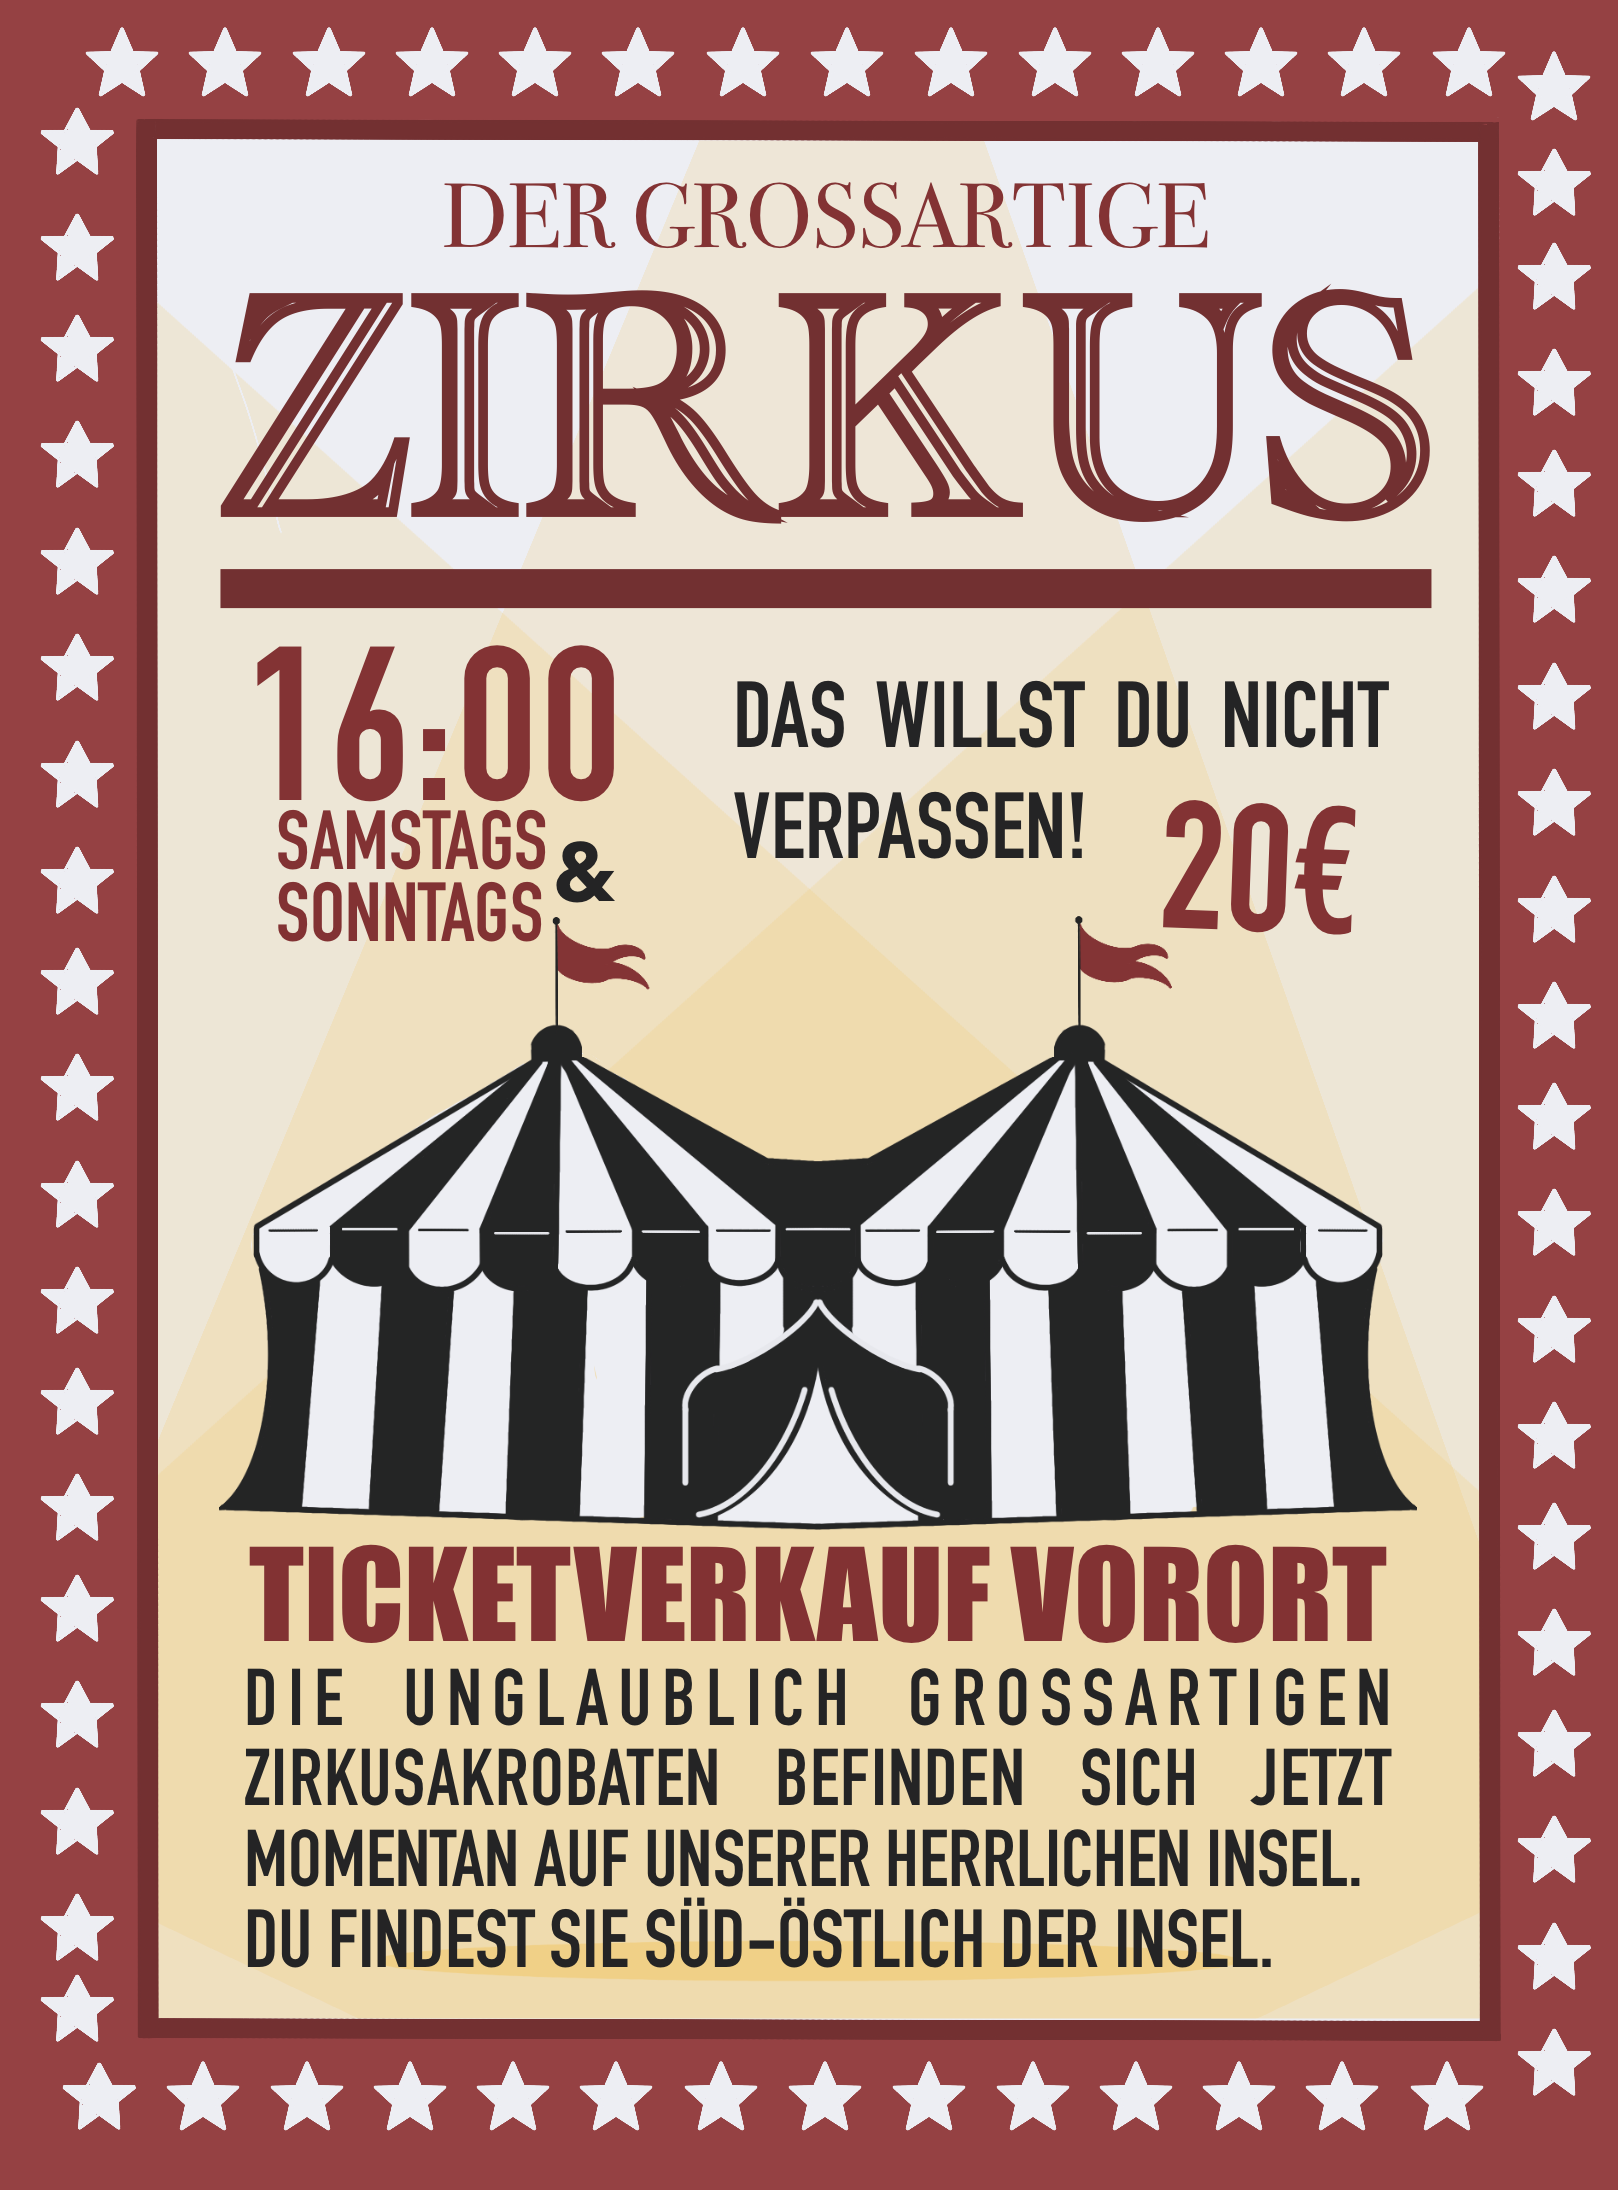 DER GROSSARTIGE
ZIRKUS
16:00
SAMSTAGS
&
SONNTAGS
DAS WILLST DU NICHT
VERPASSEN!
20€
TICKETVERKAUF VORORT
DIE UNGLAUBLICH GROSSARTIGEN
ZIRKUSAKROBATEN BEFINDEN SICH JETZT
MOMENTAN AUF UNSERER HERRLICHEN INSEL.
DU FINDEST SIE SÜD-ÖSTLICH DER INSEL.